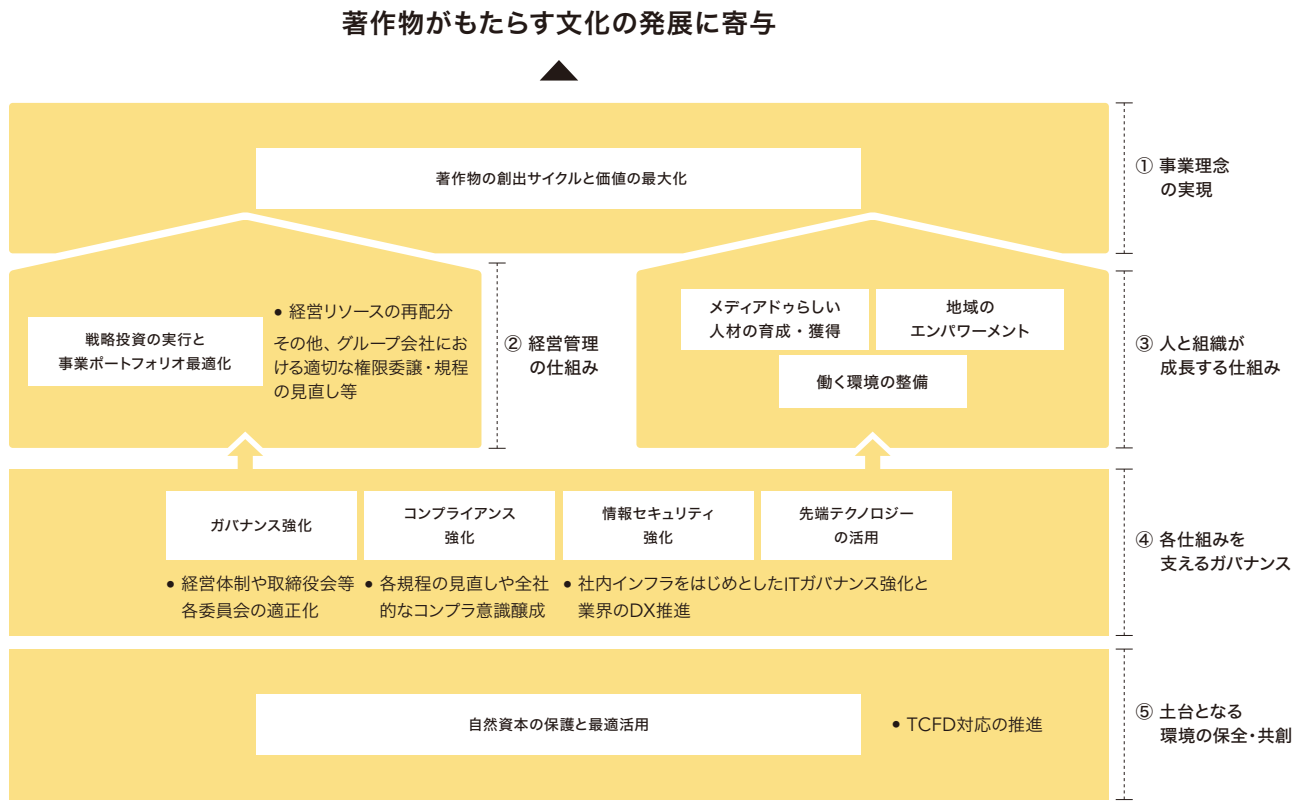 著作物がもたらす文化の発展に寄与
著作物の創出サイクルと価値の最大化
① 事業理念
の実現
戦略投資の実行と
事業ポートフォリオ最適化
• 経営リソースの再配分
その他、グループ会社にお
ける適切な権限委譲・規程
の見直し等
② 経営管理
の仕組み
メディアドゥらしい
人材の育成・獲得
地域の
エンパワーメント
働く環境の整備
③ 人と組織が
成長する仕組み
ガバナンス強化
コンプライアンス
強化
情報セキュリティ
強化
先端テクノロジー
の活用
• 経営体制や取締役会等
各委員会の適正化
• 各規程の見直しや全社
的なコンプラ意識醸成
• 社内インフラをはじめとしたITガバナンス強化と
業界のDX推進
④ 各仕組みを
支えるガバナンス
自然資本の保護と最適活用
• TCFD対応の推進
⑤ 土台となる
環境の保全・共創